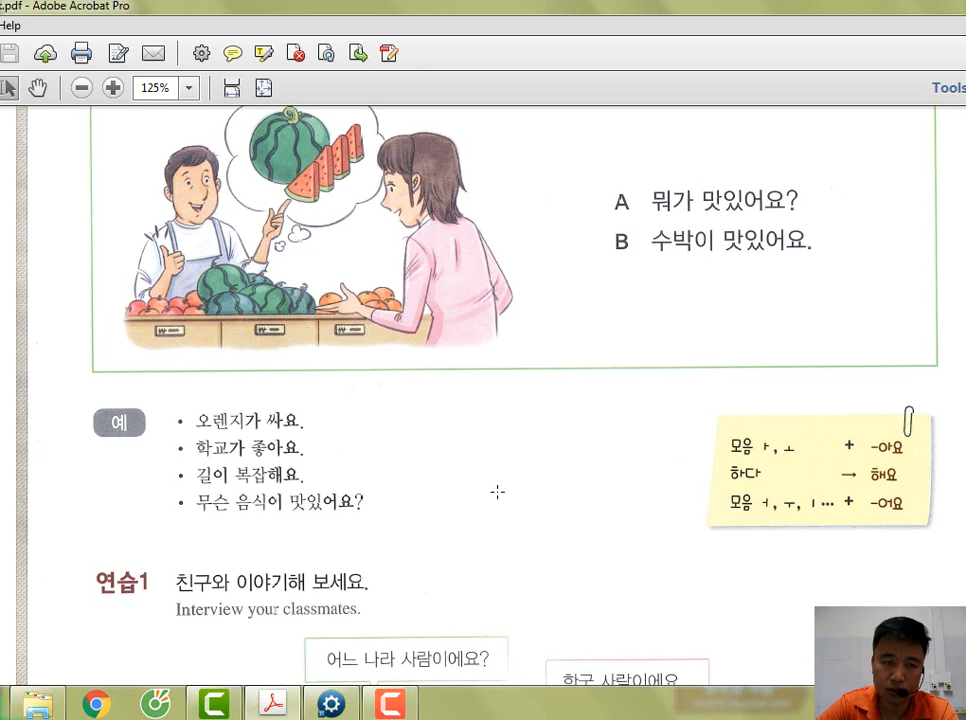 k.pdf - Adobe Acrobat Pro
Help
125%
Tools
A 뭐가 맛있어요?
B 수박이 맛있어요.
예
• 오렌지가 싸요.
• 학교가 좋아요.
• 길이 복잡해요.
• 무슨 음식이 맛있어요?
모음 ㅏ, ㅗ + -아요
하다 → 해요
모음 ㅓ, ㅜ, ㅣ ··· + -어요
연습1 친구와 이야기해 보세요.
Interview your classmates.
어느 나라 사람이에요?
한국 사람이에요